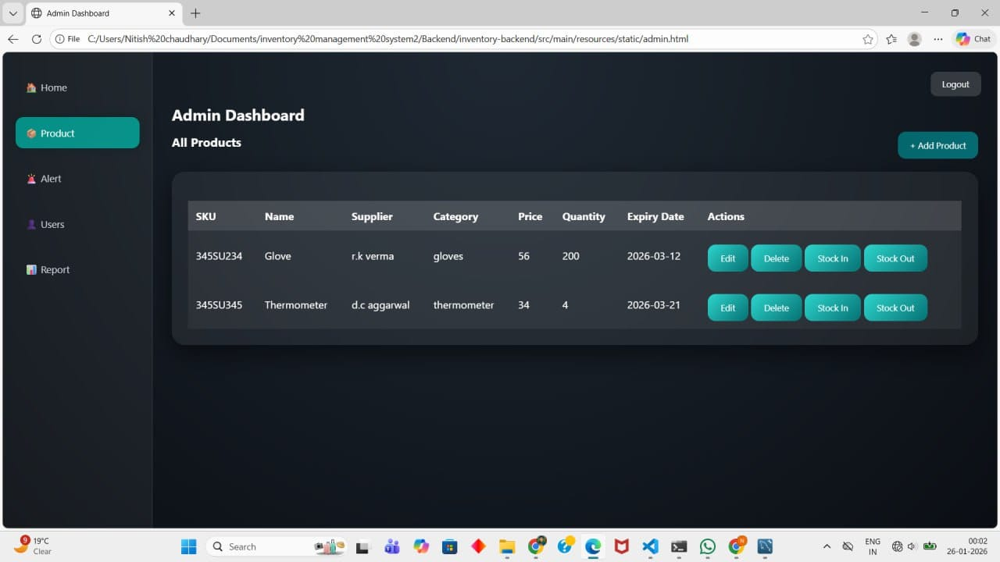 Admin Dashboard
File C:/Users/Nitish%20chaudhary/Documents/inventory%20management%20system2/Backend/inventory-backend/src/main/resources/static/admin.html
Chat
Home
Product
Alert
Users
Report
Logout
Admin Dashboard
All Products
+ Add Product
SKU Name Supplier Category Price Quantity Expiry Date Actions
345SU234 Glove r.k verma gloves 56 200 2026-03-12 Edit Delete Stock In Stock Out
345SU345 Thermometer d.c aggarwal thermometer 34 4 2026-03-21 Edit Delete Stock In Stock Out
9
19°C
Clear
Search
N
ENG
IN
00:02
26-01-2026